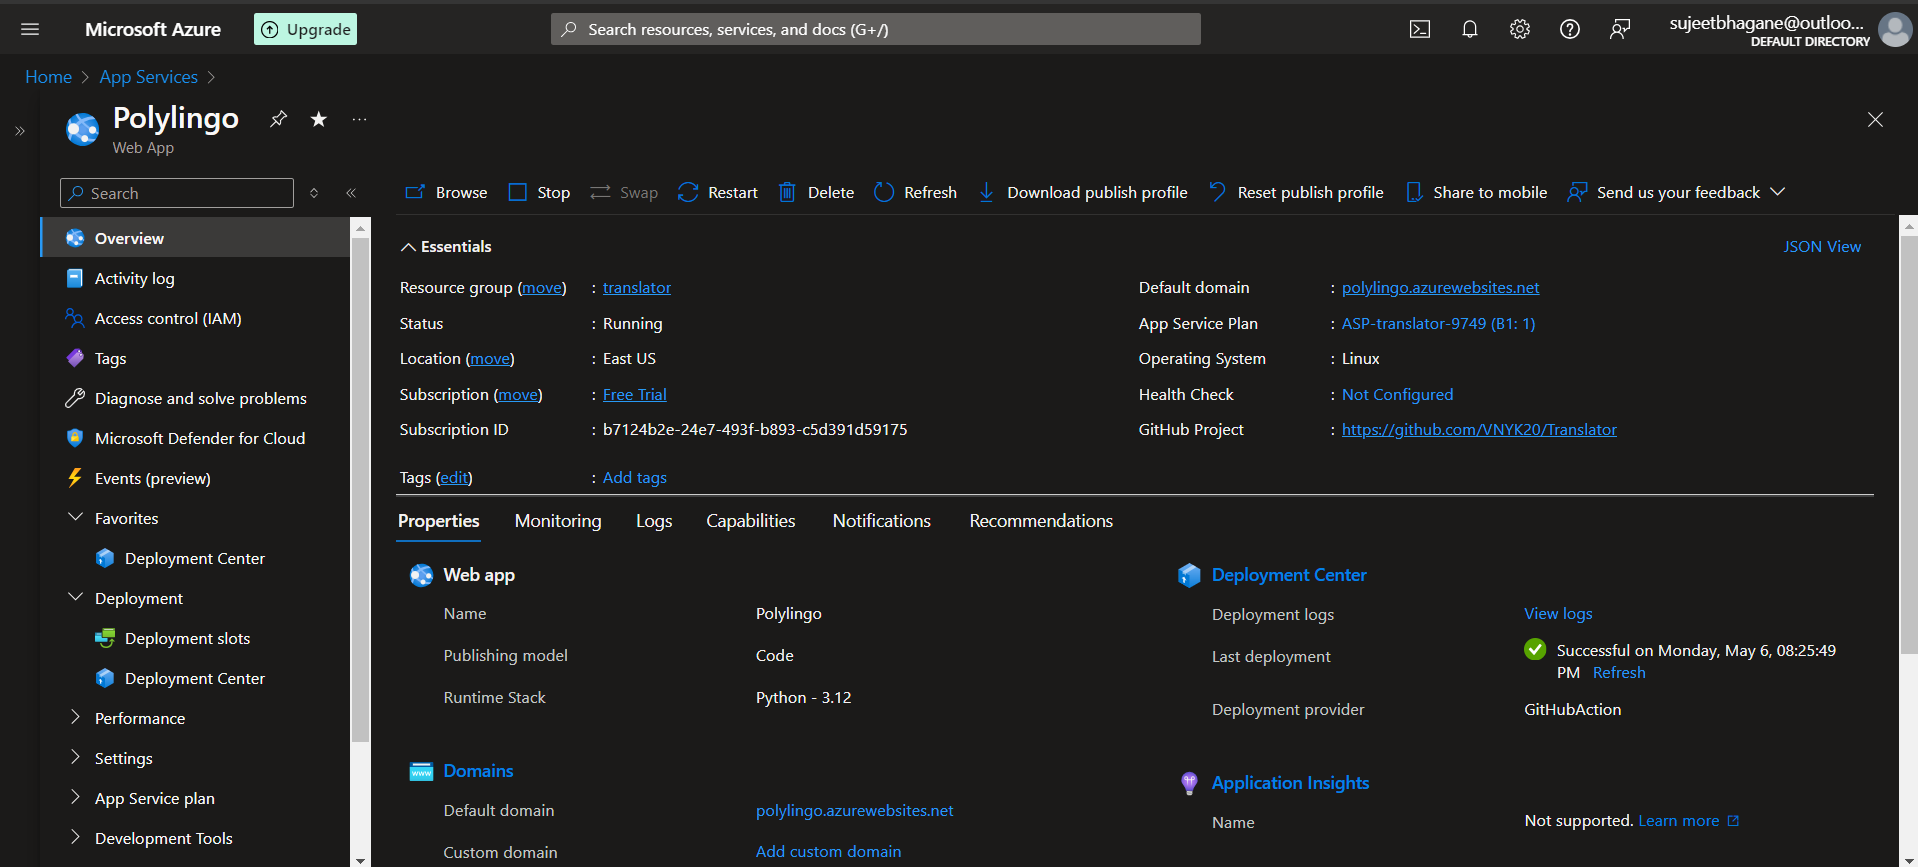 Microsoft Azure
Upgrade
Search resources, services, and docs (G+/)
sujeetbhagane@outloo...
DEFAULT DIRECTORY
Home > App Services >
Polylingo
Web App
Search
Overview
Activity log
Access control (IAM)
Tags
Diagnose and solve problems
Microsoft Defender for Cloud
Events (preview)
Favorites
Deployment Center
Deployment
Deployment slots
Deployment Center
Performance
Settings
App Service plan
Development Tools
Browse Stop Swap Restart Delete Refresh Download publish profile Reset publish profile Share to mobile Send us your feedback
Essentials
JSON View
Resource group (move) : translator
Status : Running
Location (move) : East US
Subscription (move) : Free Trial
Subscription ID : b7124b2e-24e7-493f-b893-c5d391d59175
Default domain : polylingo.azurewebsites.net
App Service Plan : ASP-translator-9749 (B1: 1)
Operating System : Linux
Health Check : Not Configured
GitHub Project : https://github.com/VNYK20/Translator
Tags (edit) : Add tags
Properties Monitoring Logs Capabilities Notifications Recommendations
Web app
Name Polylingo
Publishing model Code
Runtime Stack Python - 3.12
Domains
Default domain polylingo.azurewebsites.net
Custom domain Add custom domain
Deployment Center
Deployment logs View logs
Last deployment Successful on Monday, May 6, 08:25:49
PM Refresh
Deployment provider GitHubAction
Application Insights
Name Not supported. Learn more